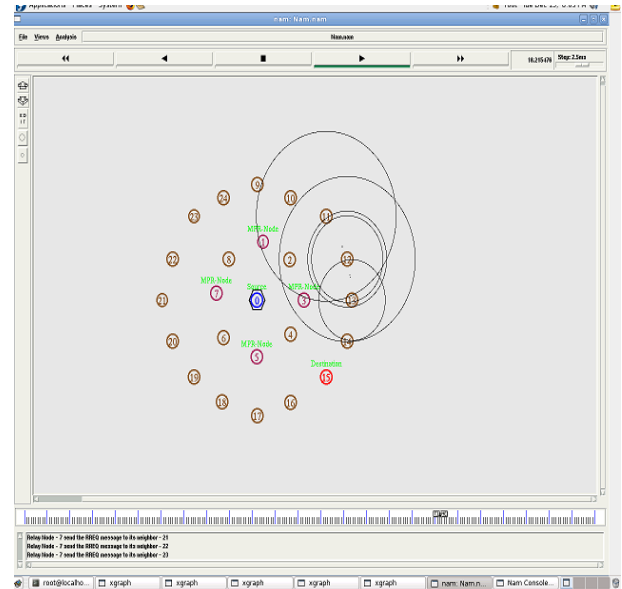 Applications Places System
nam: Nam.nam
File Views Analysis Nam.nam
10.215476 Step: 2.5ms
9
24 10
23 11
MPR-Node
1
22 8 2 12
MPR-Node Source MPR-Node
7
21 0 3 13
6 4 14
20 MPR-Node
5
Destination
19 15
18 16
17
TIME
Relay Node - 7 send the RREQ message to its neighbor - 21
Relay Node - 7 send the RREQ message to its neighbor - 22
Relay Node - 7 send the RREQ message to its neighbor - 23
root@localho... xgraph xgraph xgraph xgraph xgraph nam: Nam.n... Nam Console...